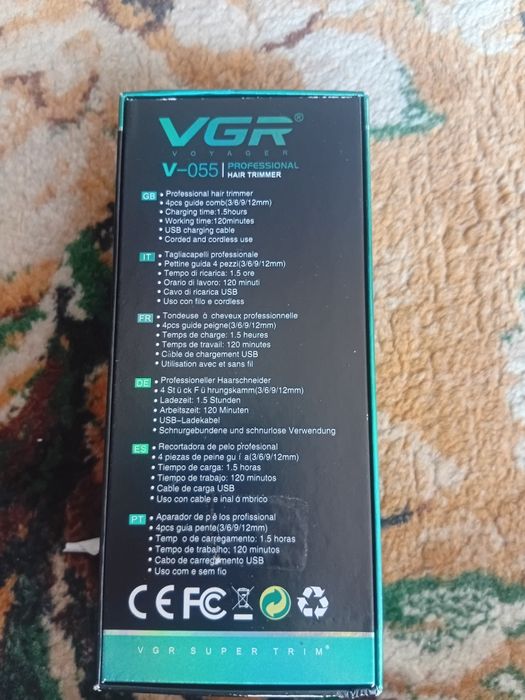 VGR®
VOYAGER
V-055 | PROFESSIONAL
HAIR TRIMMER
GB • Professional hair trimmer
• 4pcs guide comb(3/6/9/12mm)
• Charging time:1.5hours
• Working time:120minutes
• USB charging cable
• Corded and cordless use
IT • Tagliacapelli professionale
• Pettine guida 4 pezzi(3/6/9/12mm)
• Tempo di ricarica: 1.5 ore
• Orario di lavoro: 120 minuti
• Cavo di ricarica USB
• Uso con filo e cordless
FR • Tondeuse à cheveux professionnelle
• 4pcs guide peigne(3/6/9/12mm)
• Temps de charge: 1.5 heures
• Temps de travail: 120 minutes
• Câble de chargement USB
• Utilisation avec et sans fil
DE • Professioneller Haarschneider
• 4 Stü ck Fü hrungskamm(3/6/9/12mm)
• Ladezeit: 1.5 Stunden
• Arbeitszeit: 120 Minuten
• USB-Ladekabel
• Schnurgebundene und schnurlose Verwendung
ES • Recortadora de pelo profesional
• 4 piezas de peine gu í a(3/6/9/12mm)
• Tiempo de carga: 1.5 horas
• Tiempo de trabajo: 120 minutos
• Cable de carga USB
• Uso con cable e inal á mbrico
PT • Aparador de p ê los profissional
• 4pcs guia pente(3/6/9/12mm)
• Temp o de carregamento: 1.5 horas
• Tempo de trabalho: 120 minutos
• Cabo de carregamento USB
• Uso com e sem fio
CE FC
VGR SUPER TRIM®